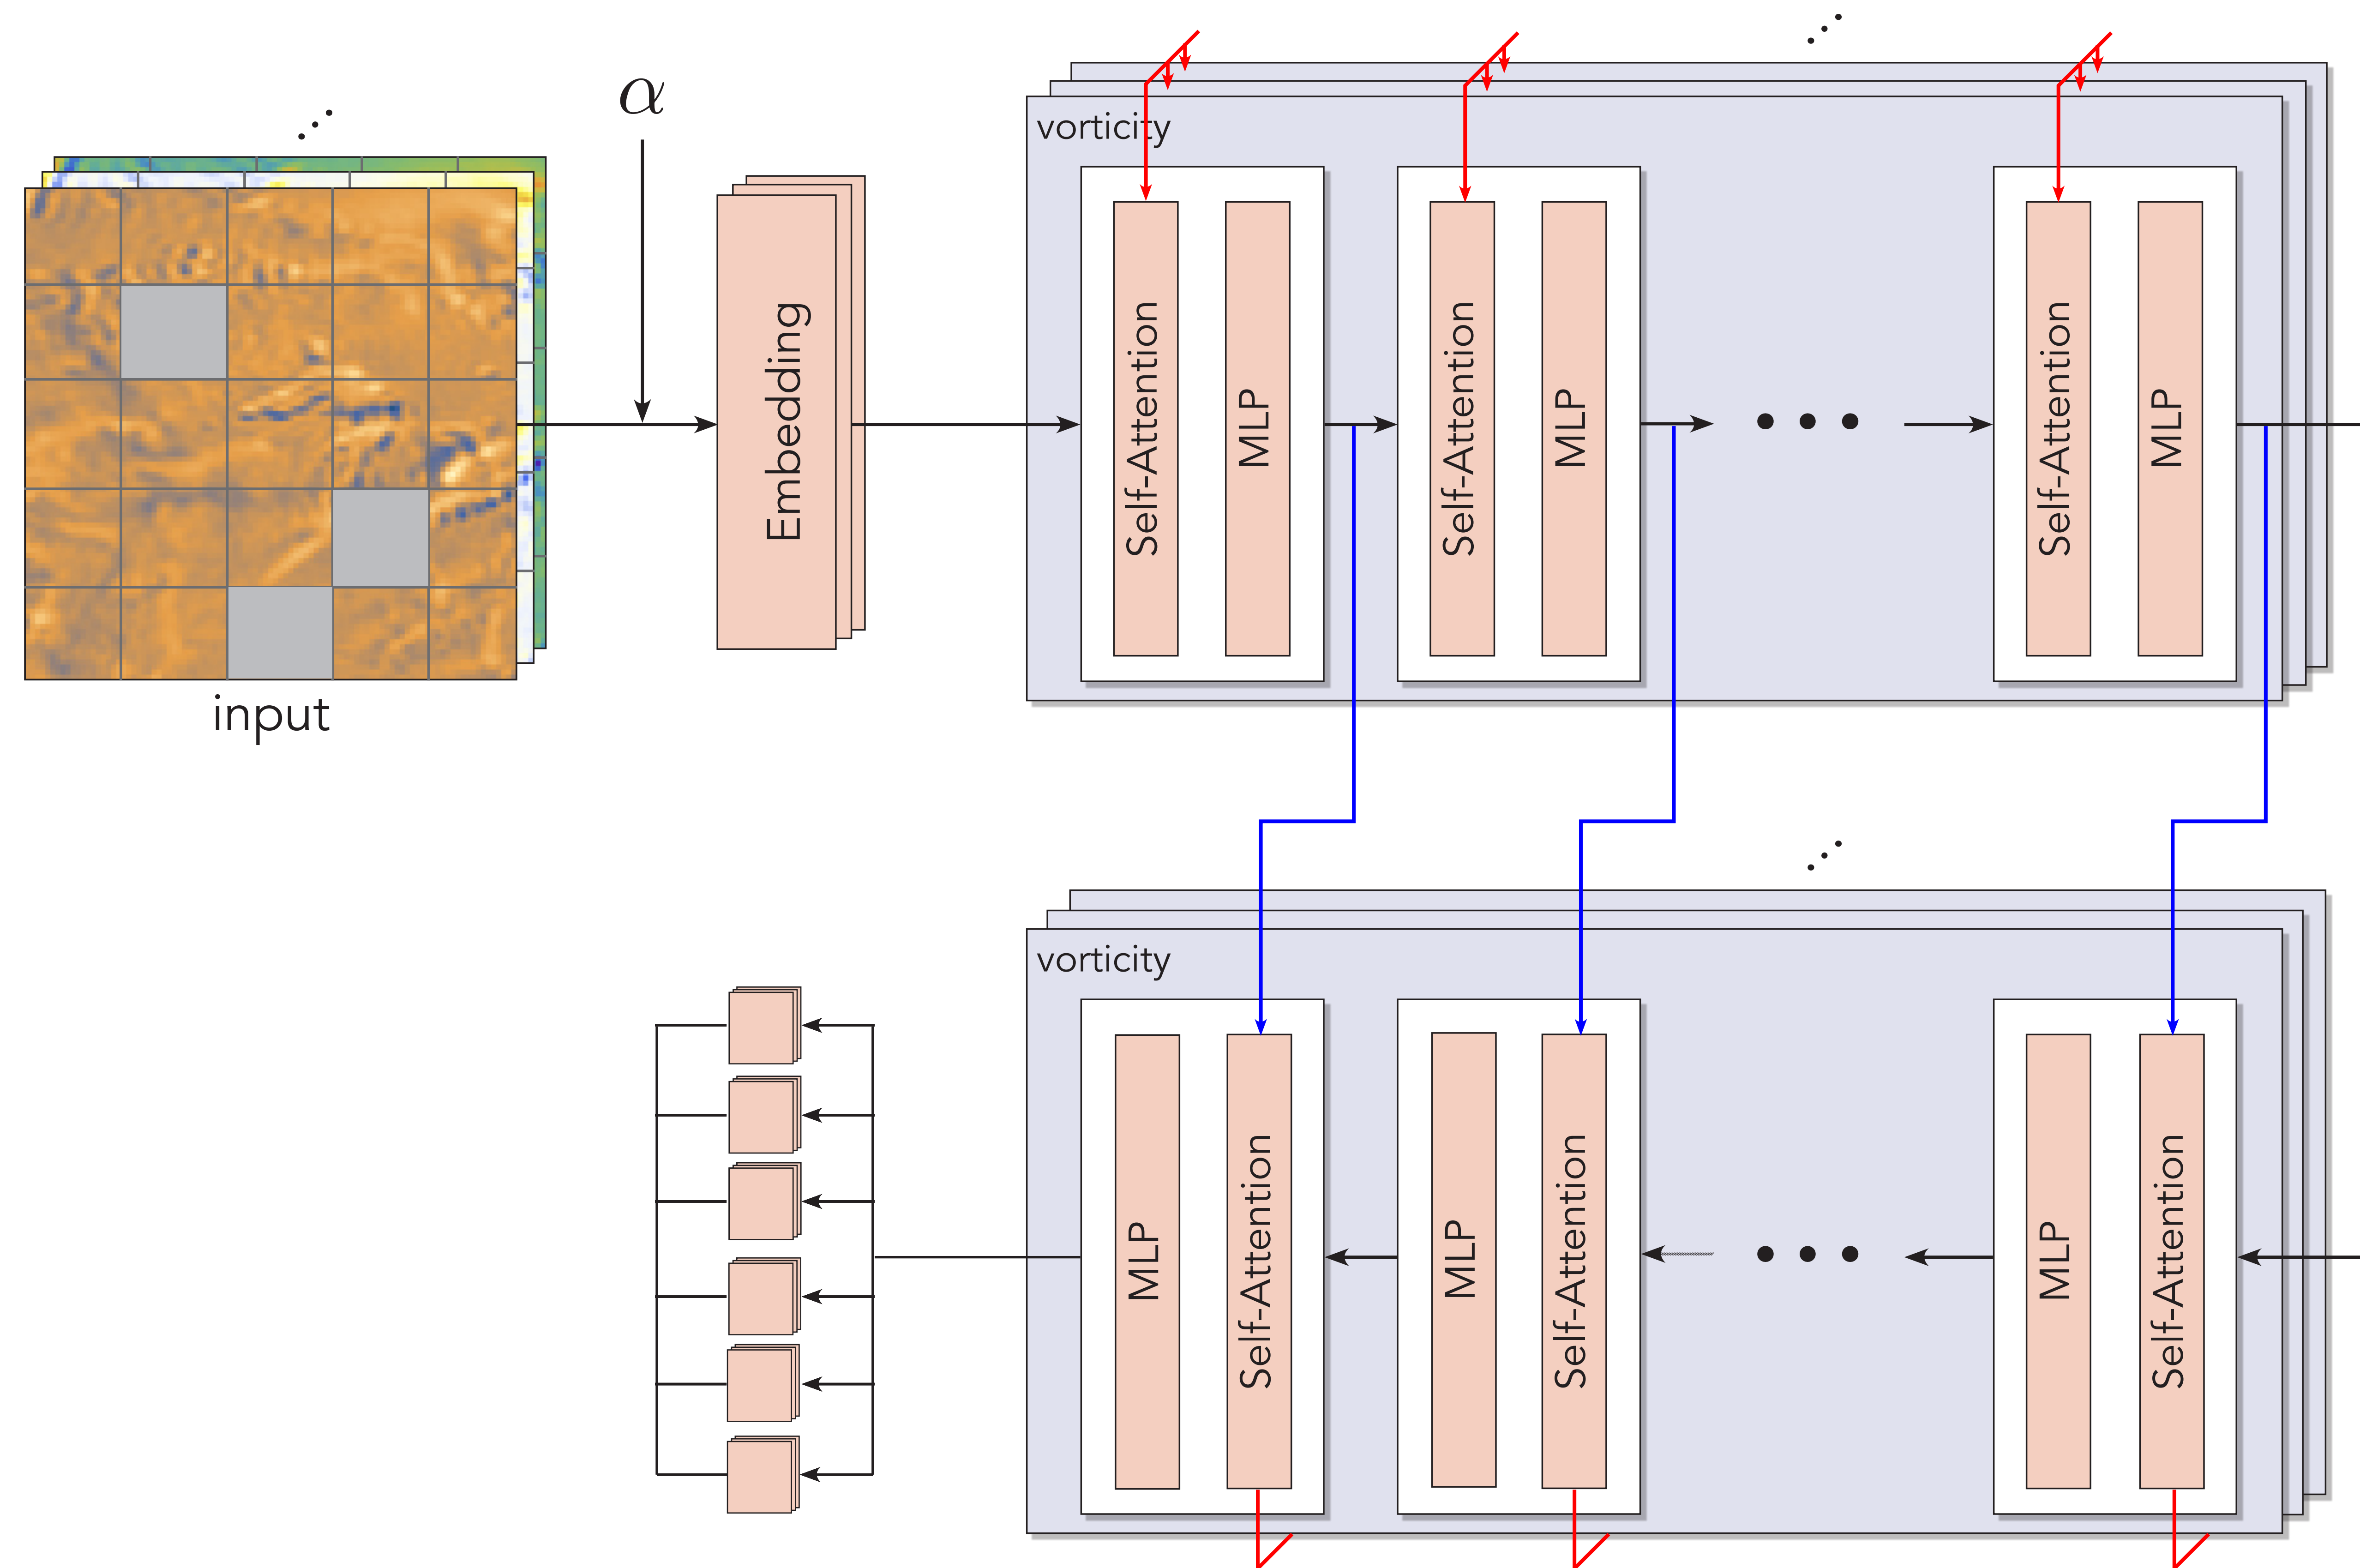 α
input
Embedding
vorticity
Self-Attention
MLP
Self-Attention
MLP
Self-Attention
MLP
vorticity
MLP
Self-Attention
MLP
Self-Attention
MLP
Self-Attention